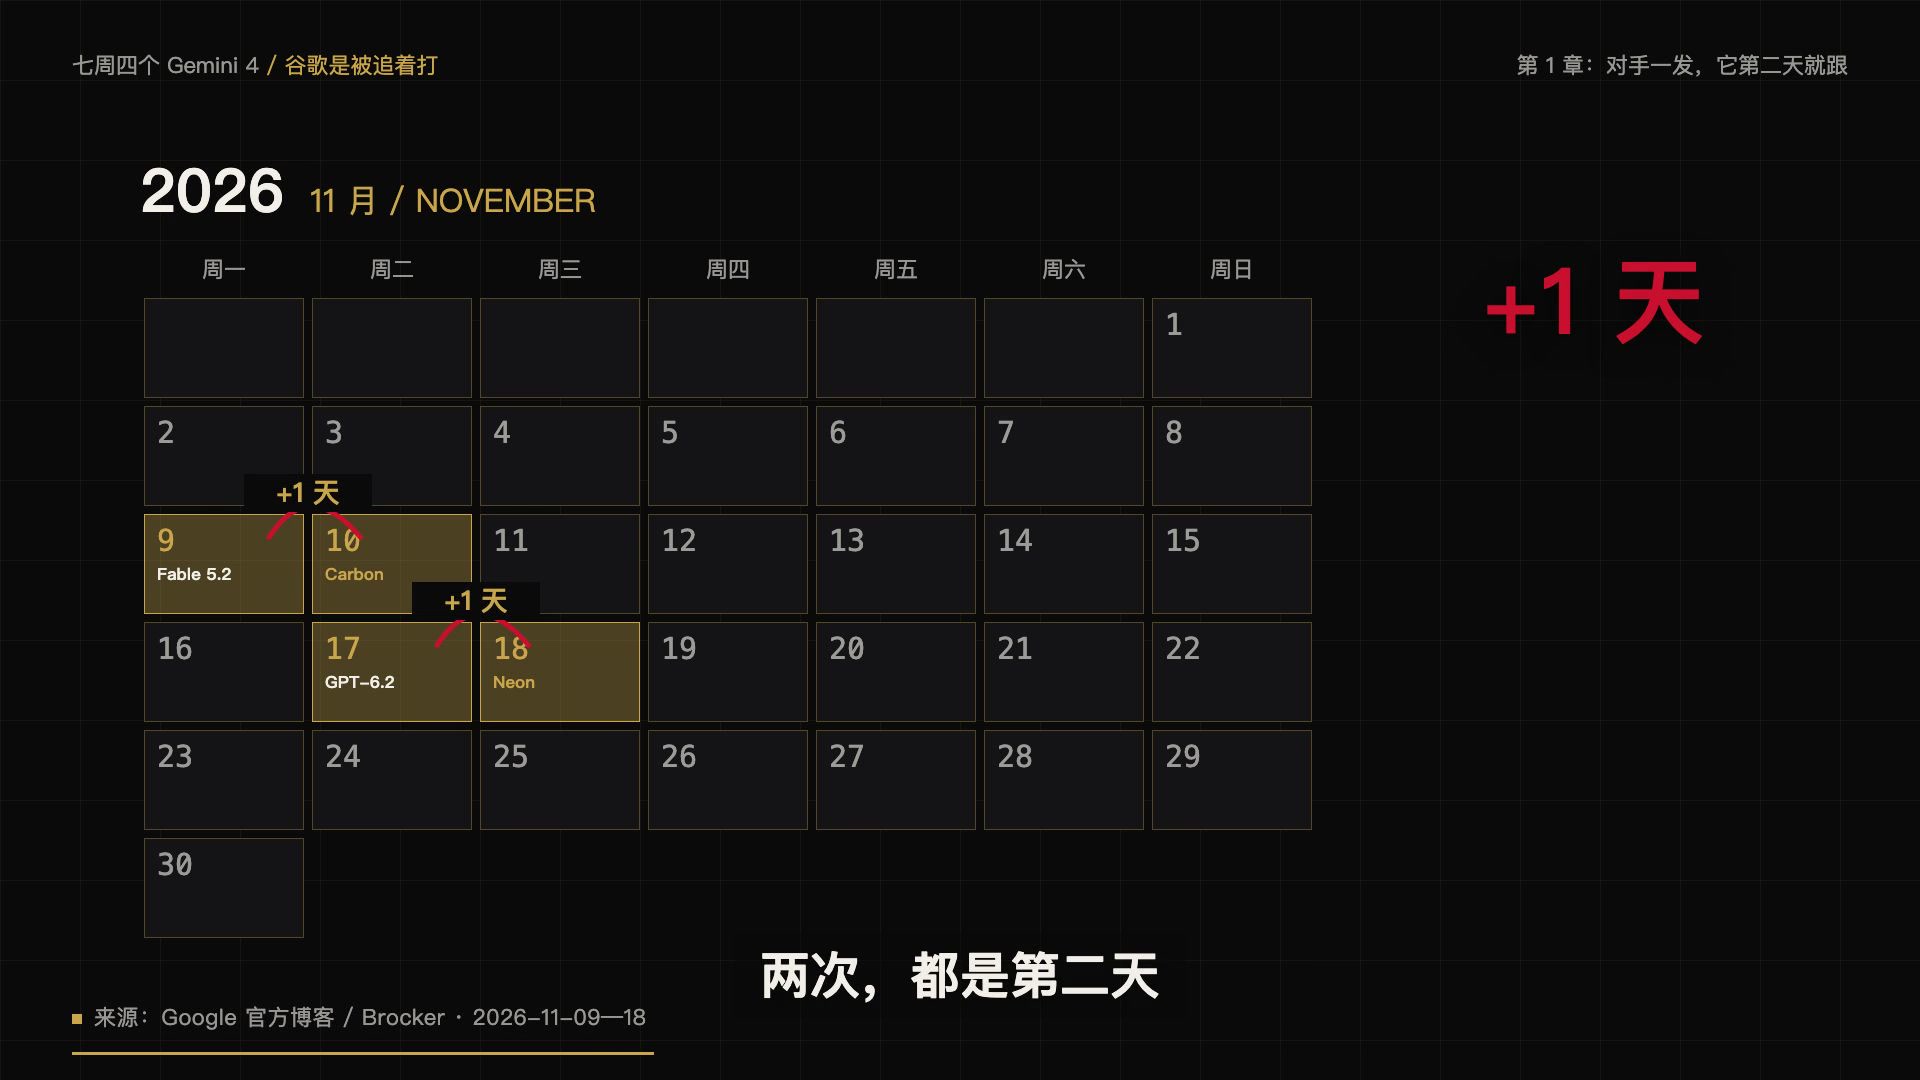 七周四个 Gemini 4 / 谷歌是被追着打
第 1 章：对手一发，它第二天就跟
2026 11 月 / NOVEMBER
周一 周二 周三 周四 周五 周六 周日
+1 天
1
2 3 4 5 6 7 8
+1 天
9 10 11 12 13 14 15
Fable 5.2 Carbon
+1 天
16 17 18 19 20 21 22
GPT-6.2 Neon
23 24 25 26 27 28 29
30
两次，都是第二天
来源：Google 官方博客 / Brocker · 2026-11-09—18